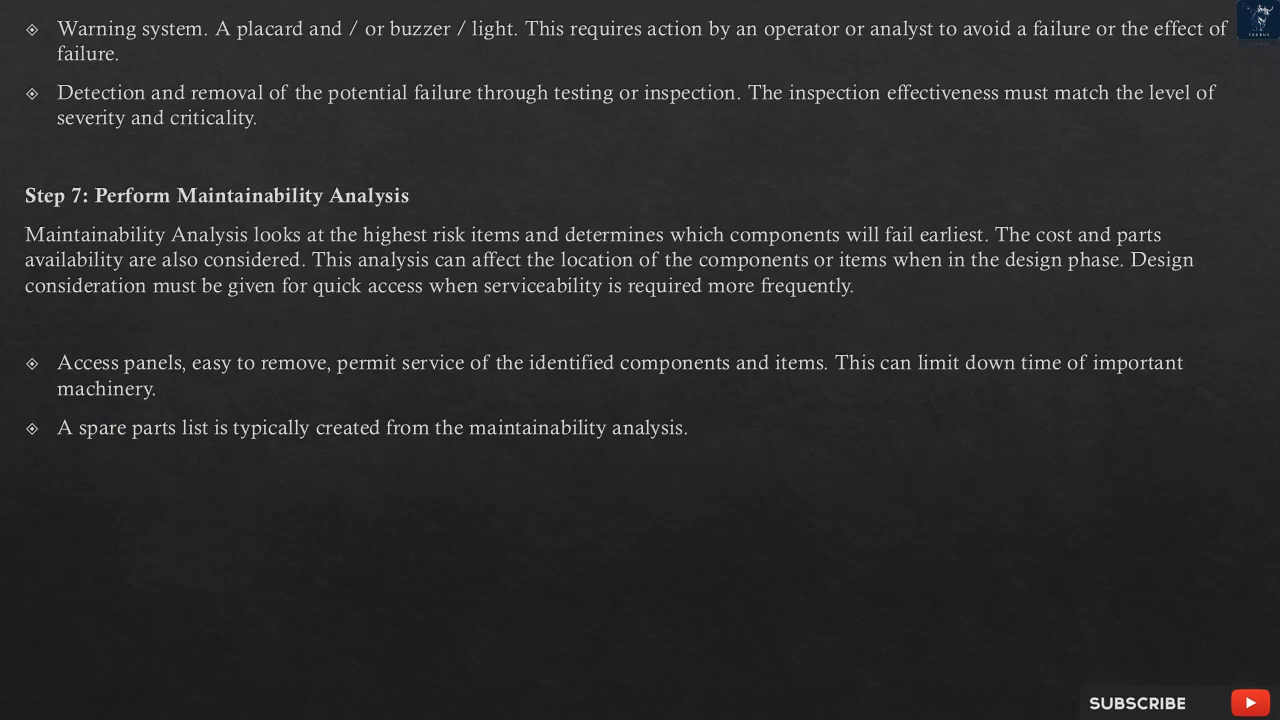 Warning system. A placard and / or buzzer / light. This requires action by an operator or analyst to avoid a failure or the effect of
failure.
Detection and removal of the potential failure through testing or inspection. The inspection effectiveness must match the level of
severity and criticality.
Step 7: Perform Maintainability Analysis
Maintainability Analysis looks at the highest risk items and determines which components will fail earliest. The cost and parts
availability are also considered. This analysis can affect the location of the components or items when in the design phase. Design
consideration must be given for quick access when serviceability is required more frequently.
Access panels, easy to remove, permit service of the identified components and items. This can limit down time of important
machinery.
A spare parts list is typically created from the maintainability analysis.
SUBSCRIBE